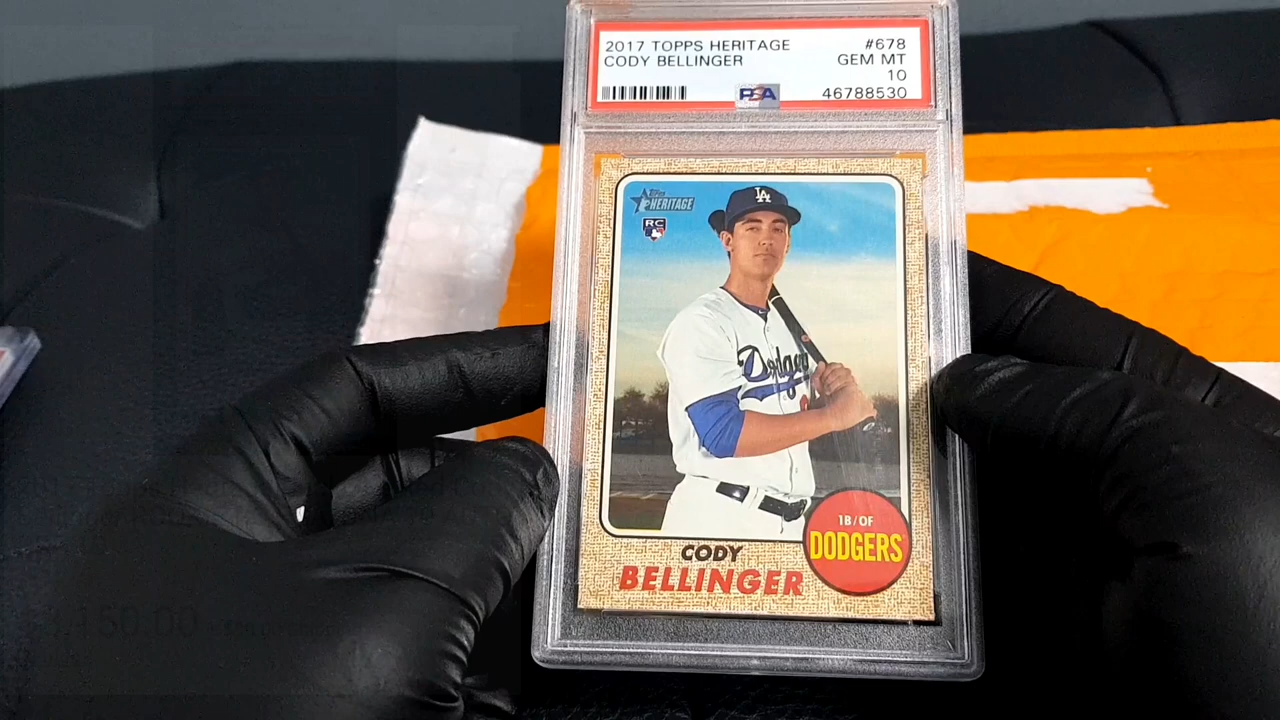 2017 TOPPS HERITAGE #678
CODY BELLINGER GEM MT
10
PSA 46788530
Topps
HERITAGE
RC
LA
Dodgers
1B/OF
DODGERS
CODY
BELLINGER